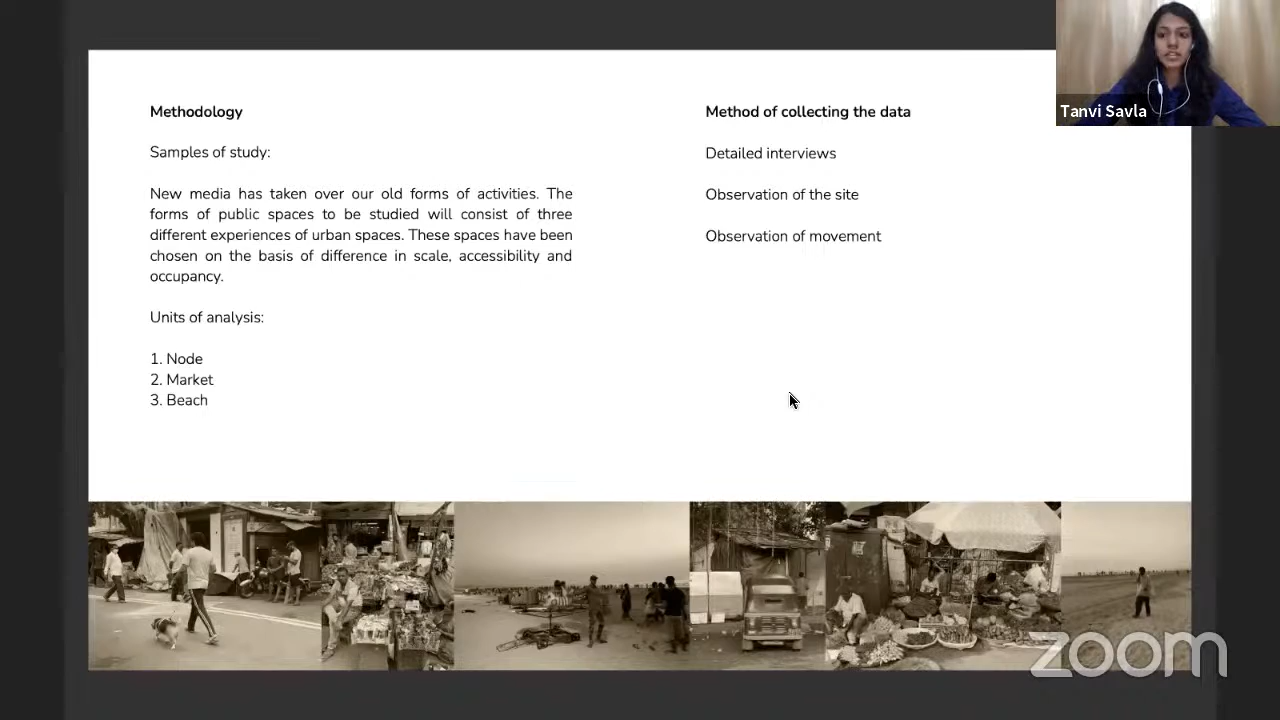 Methodology
Samples of study:
New media has taken over our old forms of activities. The
forms of public spaces to be studied will consist of three
different experiences of urban spaces. These spaces have been
chosen on the basis of difference in scale, accessibility and
occupancy.
Units of analysis:
1. Node
2. Market
3. Beach
Method of collecting the data
Detailed interviews
Observation of the site
Observation of movement
Tanvi Savla
zoom